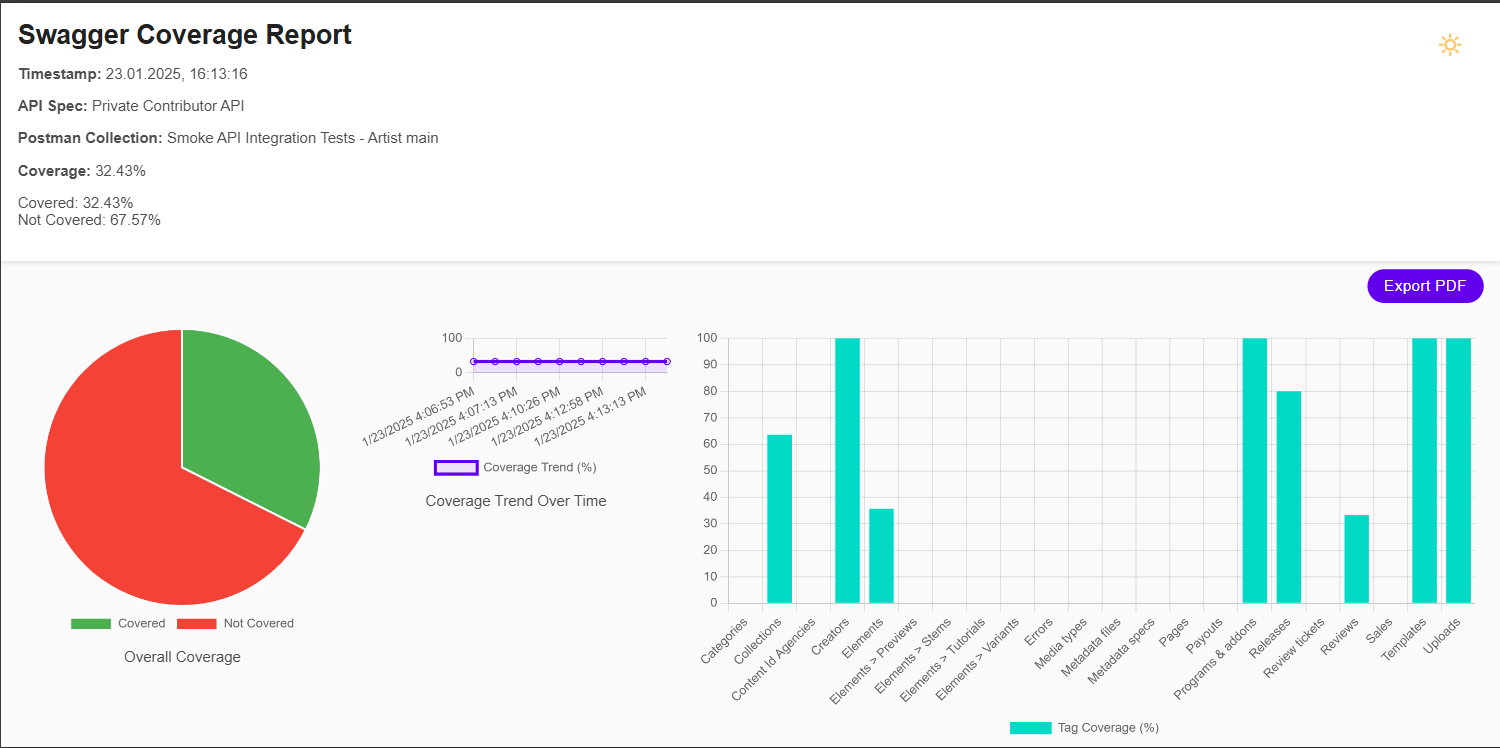 Swagger Coverage Report
Timestamp: 23.01.2025, 16:13:16
API Spec: Private Contributor API
Postman Collection: Smoke API Integration Tests - Artist main
Coverage: 32.43%
Covered: 32.43%
Not Covered: 67.57%
Export PDF
Covered
Not Covered
Overall Coverage
100
0
1/23/2025 4:06:53 PM
1/23/2025 4:07:13 PM
1/23/2025 4:10:26 PM
1/23/2025 4:12:58 PM
1/23/2025 4:13:13 PM
Coverage Trend (%)
Coverage Trend Over Time
100
90
80
70
60
50
40
30
20
10
0
Categories
Collections
Content Id Agencies
Creators
Elements
Elements > Previews
Elements > Stems
Elements > Tutorials
Elements > Variants
Errors
Media types
Metadata files
Metadata specs
Pages
Payouts
Programs & addons
Releases
Review tickets
Reviews
Sales
Templates
Uploads
Tag Coverage (%)